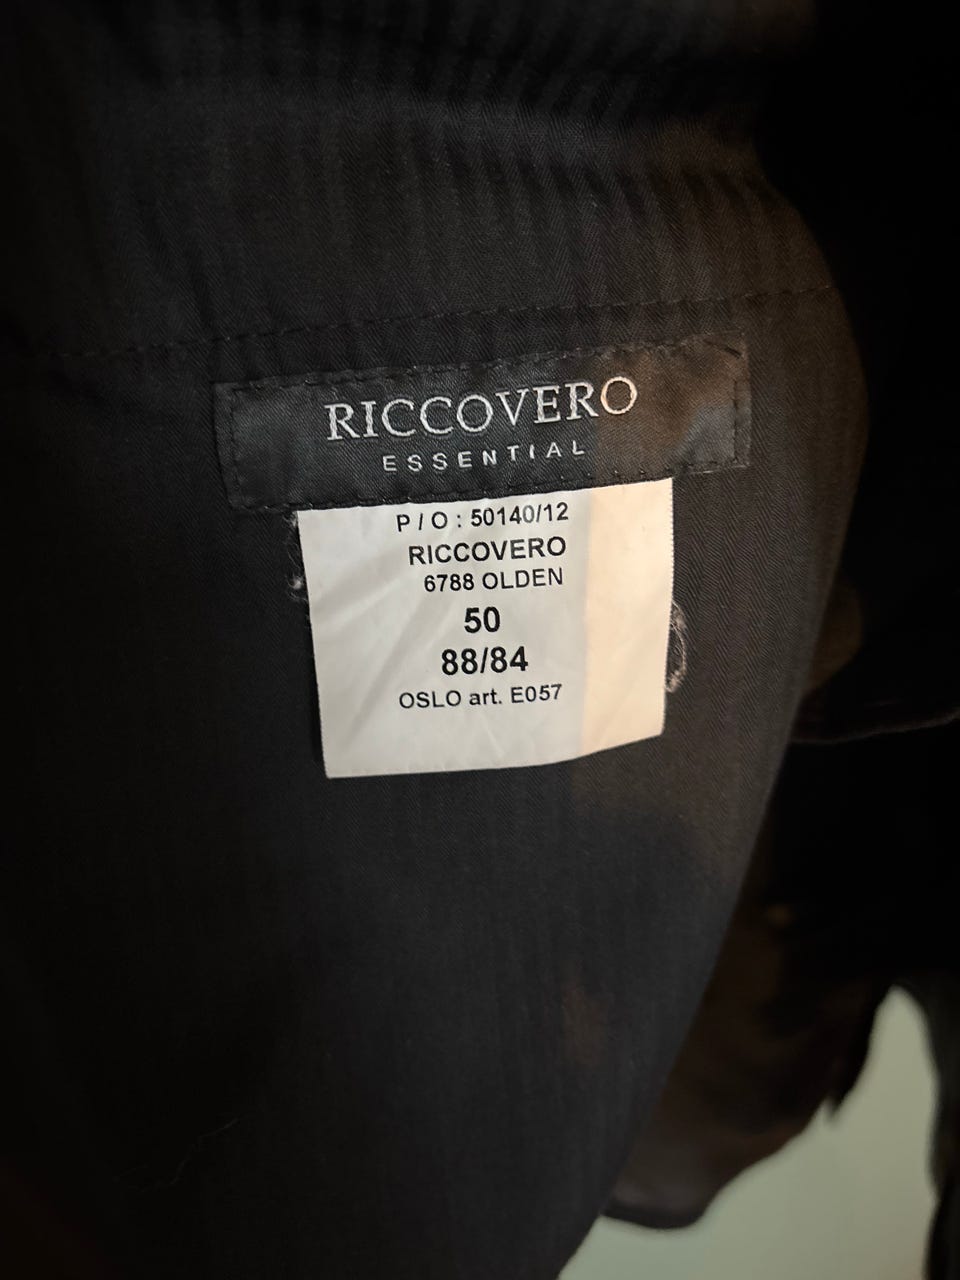 RICCOVERO
ESSENTIAL
P/O : 50140/12
RICCOVERO
6788 OLDEN
50
88/84
OSLO art. E057